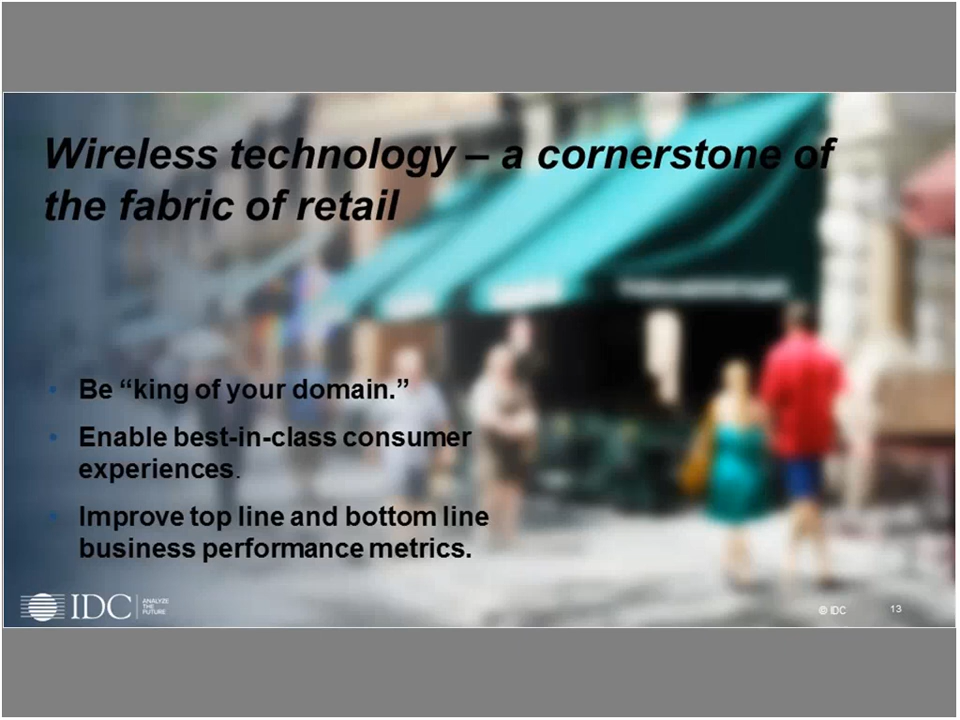 Wireless technology – a cornerstone of
the fabric of retail
• Be “king of your domain.”
• Enable best-in-class consumer
experiences.
• Improve top line and bottom line
business performance metrics.
IDC
ANALYZE
THE
FUTURE
© IDC
13